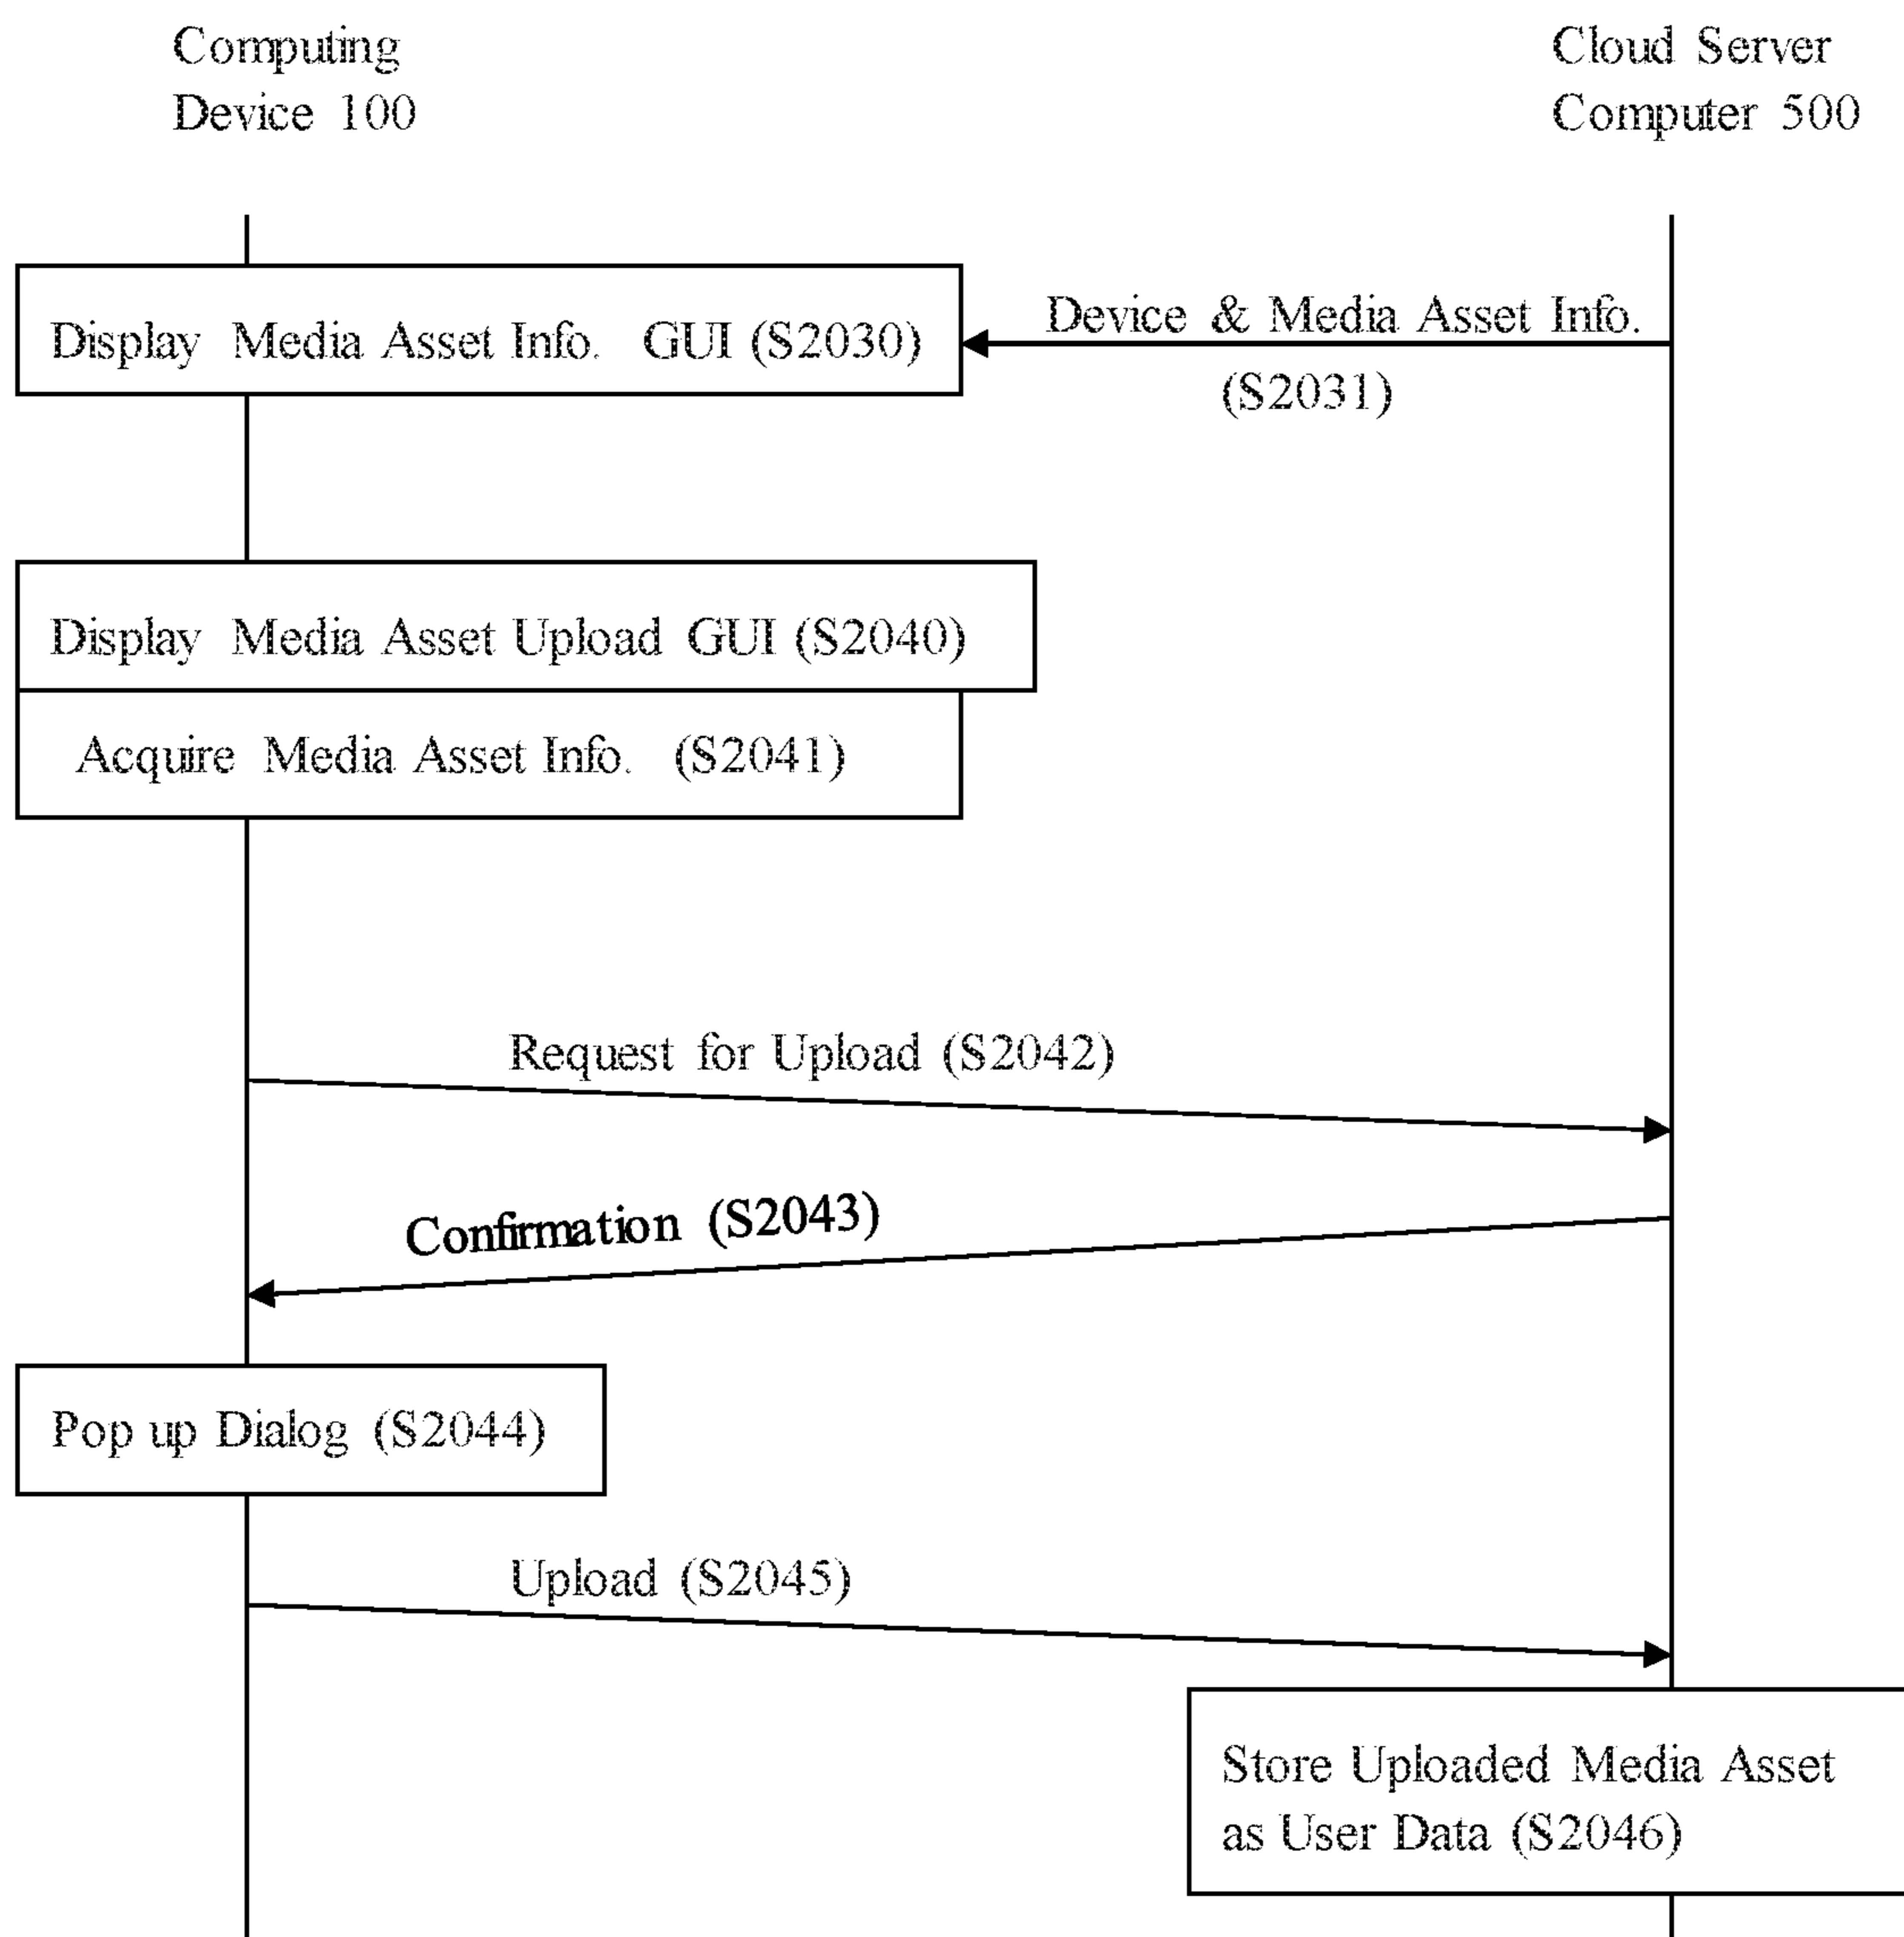 Computing
Device 100
Cloud Server
Computer 500
Display Media Asset Info. GUI (S2030)
Device & Media Asset Info.
(S2031)
Display Media Asset Upload GUI (S2040)
Acquire Media Asset Info. (S2041)
Request for Upload (S2042)
Confirmation (S2043)
Pop up Dialog (S2044)
Upload (S2045)
Store Uploaded Media Asset
as User Data (S2046)